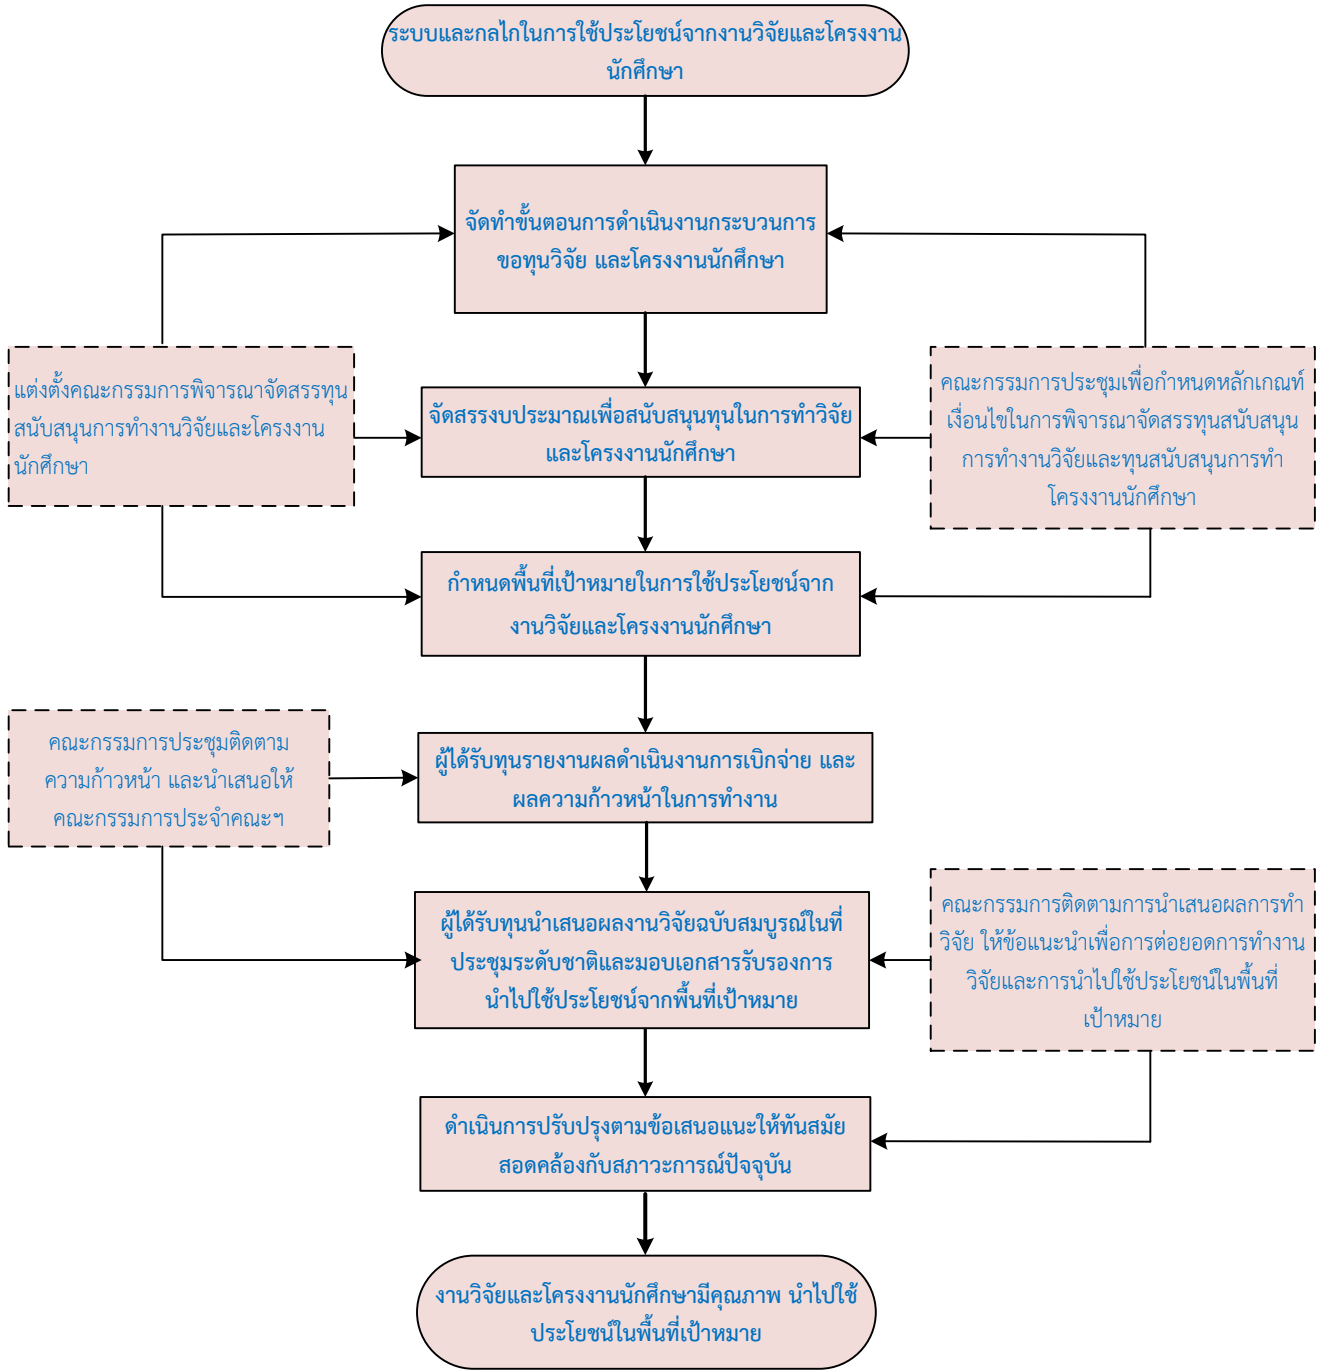 ระบบและกลไกในการใช้ประโยชน์จากงานวิจัยและโครงงาน
นักศึกษา
จัดทำขั้นตอนการดำเนินงานกระบวนการ
ขอทุนวิจัย และโครงงานนักศึกษา
แต่งตั้งคณะกรรมการพิจารณาจัดสรรทุน
สนับสนุนการทำงานวิจัยและโครงงาน
นักศึกษา
จัดสรรงบประมาณเพื่อสนับสนุนทุนในการทำวิจัย
และโครงงานนักศึกษา
คณะกรรมการประชุมเพื่อกำหนดหลักเกณฑ์
เงื่อนไขในการพิจารณาจัดสรรทุนสนับสนุน
การทำงานวิจัยและทุนสนับสนุนการทำ
โครงงานนักศึกษา
กำหนดพื้นที่เป้าหมายในการใช้ประโยชน์จาก
งานวิจัยและโครงงานนักศึกษา
คณะกรรมการประชุมติดตาม
ความก้าวหน้า และนำเสนอให้
คณะกรรมการประจำคณะฯ
ผู้ได้รับทุนรายงานผลดำเนินงานการเบิกจ่าย และ
ผลความก้าวหน้าในการทำงาน
ผู้ได้รับทุนนำเสนอผลงานวิจัยฉบับสมบูรณ์ในที่
ประชุมระดับชาติและมอบเอกสารรับรองการ
นำไปใช้ประโยชน์จากพื้นที่เป้าหมาย
คณะกรรมการติดตามการนำเสนอผลการทำ
วิจัย ให้ข้อแนะนำเพื่อการต่อยอดการทำงาน
วิจัยและการนำไปใช้ประโยชน์ในพื้นที่
เป้าหมาย
ดำเนินการปรับปรุงตามข้อเสนอแนะให้ทันสมัย
สอดคล้องกับสภาวะการณ์ปัจจุบัน
งานวิจัยและโครงงานนักศึกษามีคุณภาพ นำไปใช้
ประโยชน์ในพื้นที่เป้าหมาย